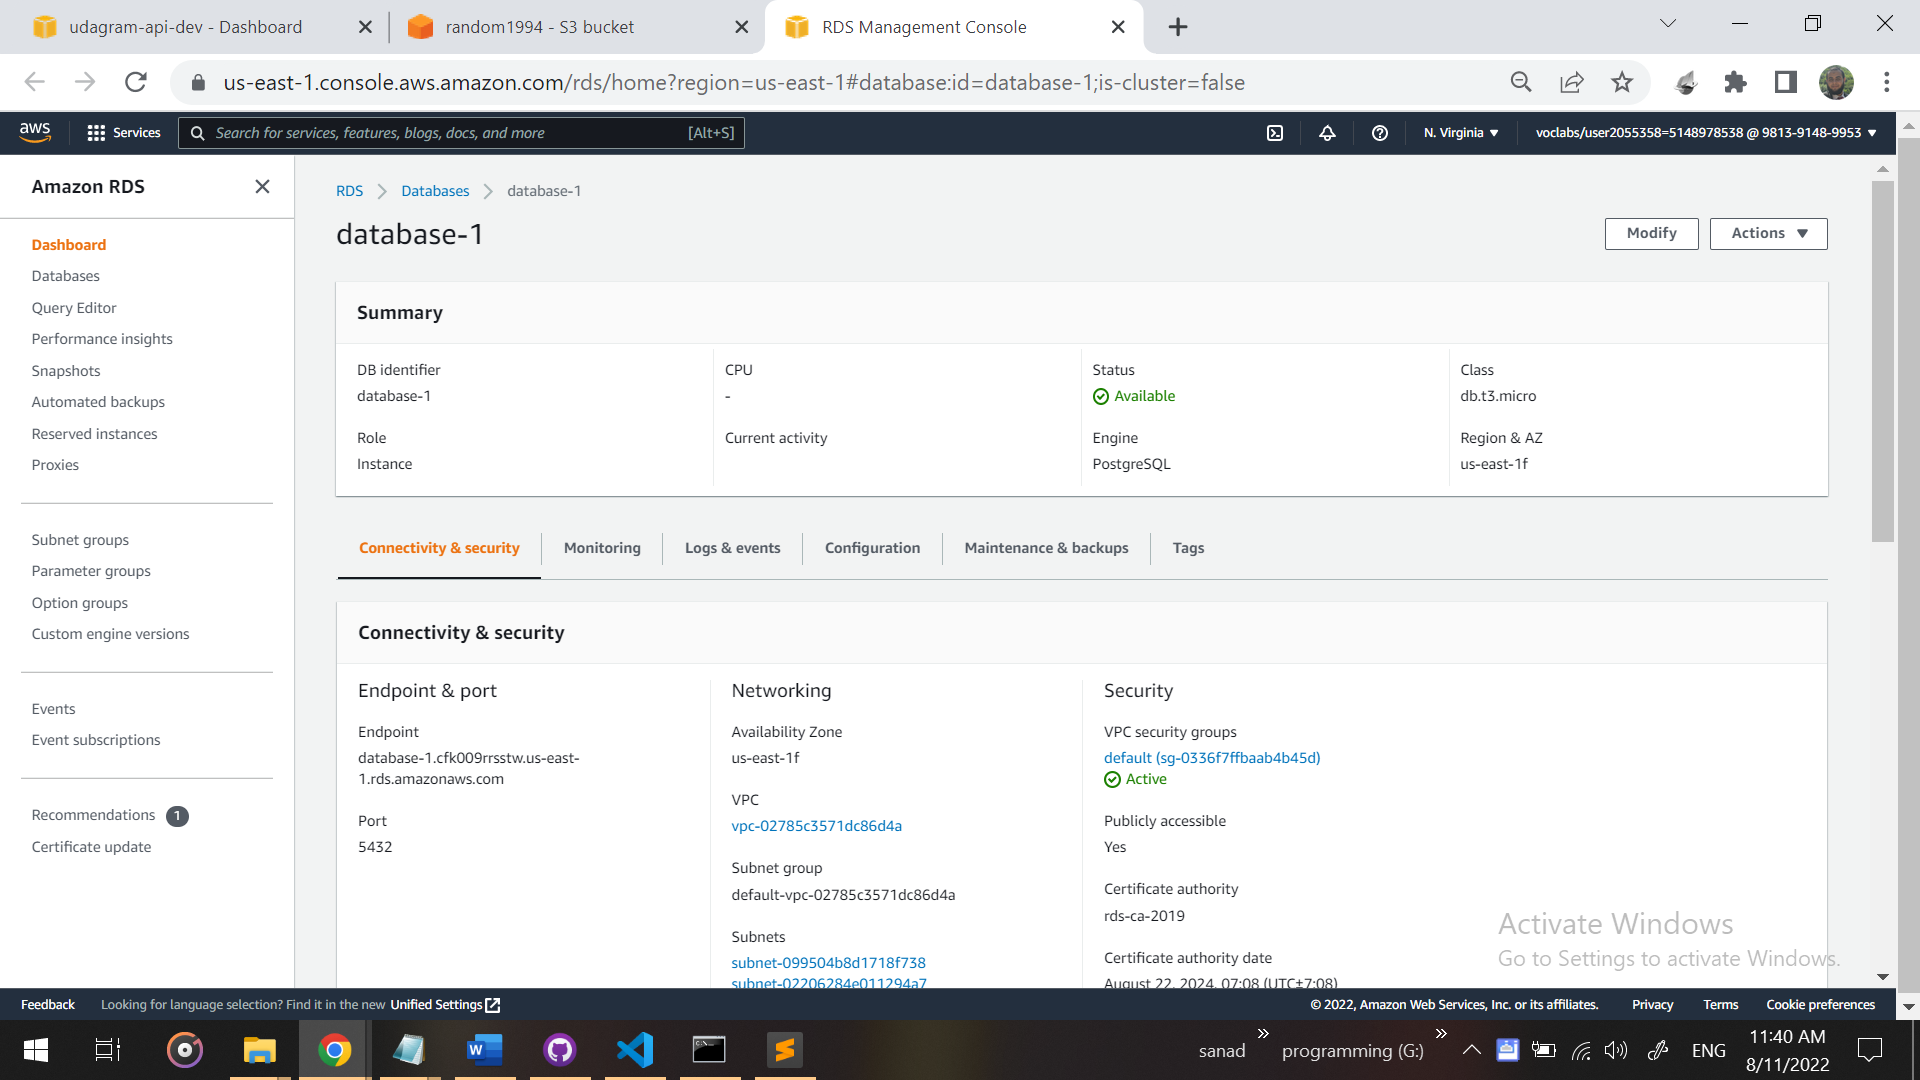 udagram-api-dev - Dashboard
random1994 - S3 bucket
RDS Management Console
us-east-1.console.aws.amazon.com/rds/home?region=us-east-1#database:id=database-1;is-cluster=false
aws
Services
Search for services, features, blogs, docs, and more [Alt+S]
N. Virginia
voclabs/user2055358=5148978538 @ 9813-9148-9953
Amazon RDS
Dashboard
Databases
Query Editor
Performance insights
Snapshots
Automated backups
Reserved instances
Proxies
Subnet groups
Parameter groups
Option groups
Custom engine versions
Events
Event subscriptions
Recommendations 1
Certificate update
RDS Databases database-1
database-1
Modify
Actions
Summary
DB identifier
database-1
CPU
-
Status
Available
Class
db.t3.micro
Role
Instance
Current activity
Engine
PostgreSQL
Region & AZ
us-east-1f
Connectivity & security
Monitoring
Logs & events
Configuration
Maintenance & backups
Tags
Connectivity & security
Endpoint & port
Endpoint
database-1.cfk009rrsstw.us-east-
1.rds.amazonaws.com
Port
5432
Networking
Availability Zone
us-east-1f
VPC
vpc-02785c3571dc86d4a
Subnet group
default-vpc-02785c3571dc86d4a
Subnets
subnet-099504b8d1718f738
subnet-02206284e011294a7
Security
VPC security groups
default (sg-0336f7ffbaab4b45d)
Active
Publicly accessible
Yes
Certificate authority
rds-ca-2019
Certificate authority date
August 22, 2024, 07:08 (UTC±7:08)
Activate Windows
Go to Settings to activate Windows.
Feedback
Looking for language selection? Find it in the new Unified Settings
© 2022, Amazon Web Services, Inc. or its affiliates.
Privacy
Terms
Cookie preferences
sanad
programming (G:)
ENG
11:40 AM
8/11/2022